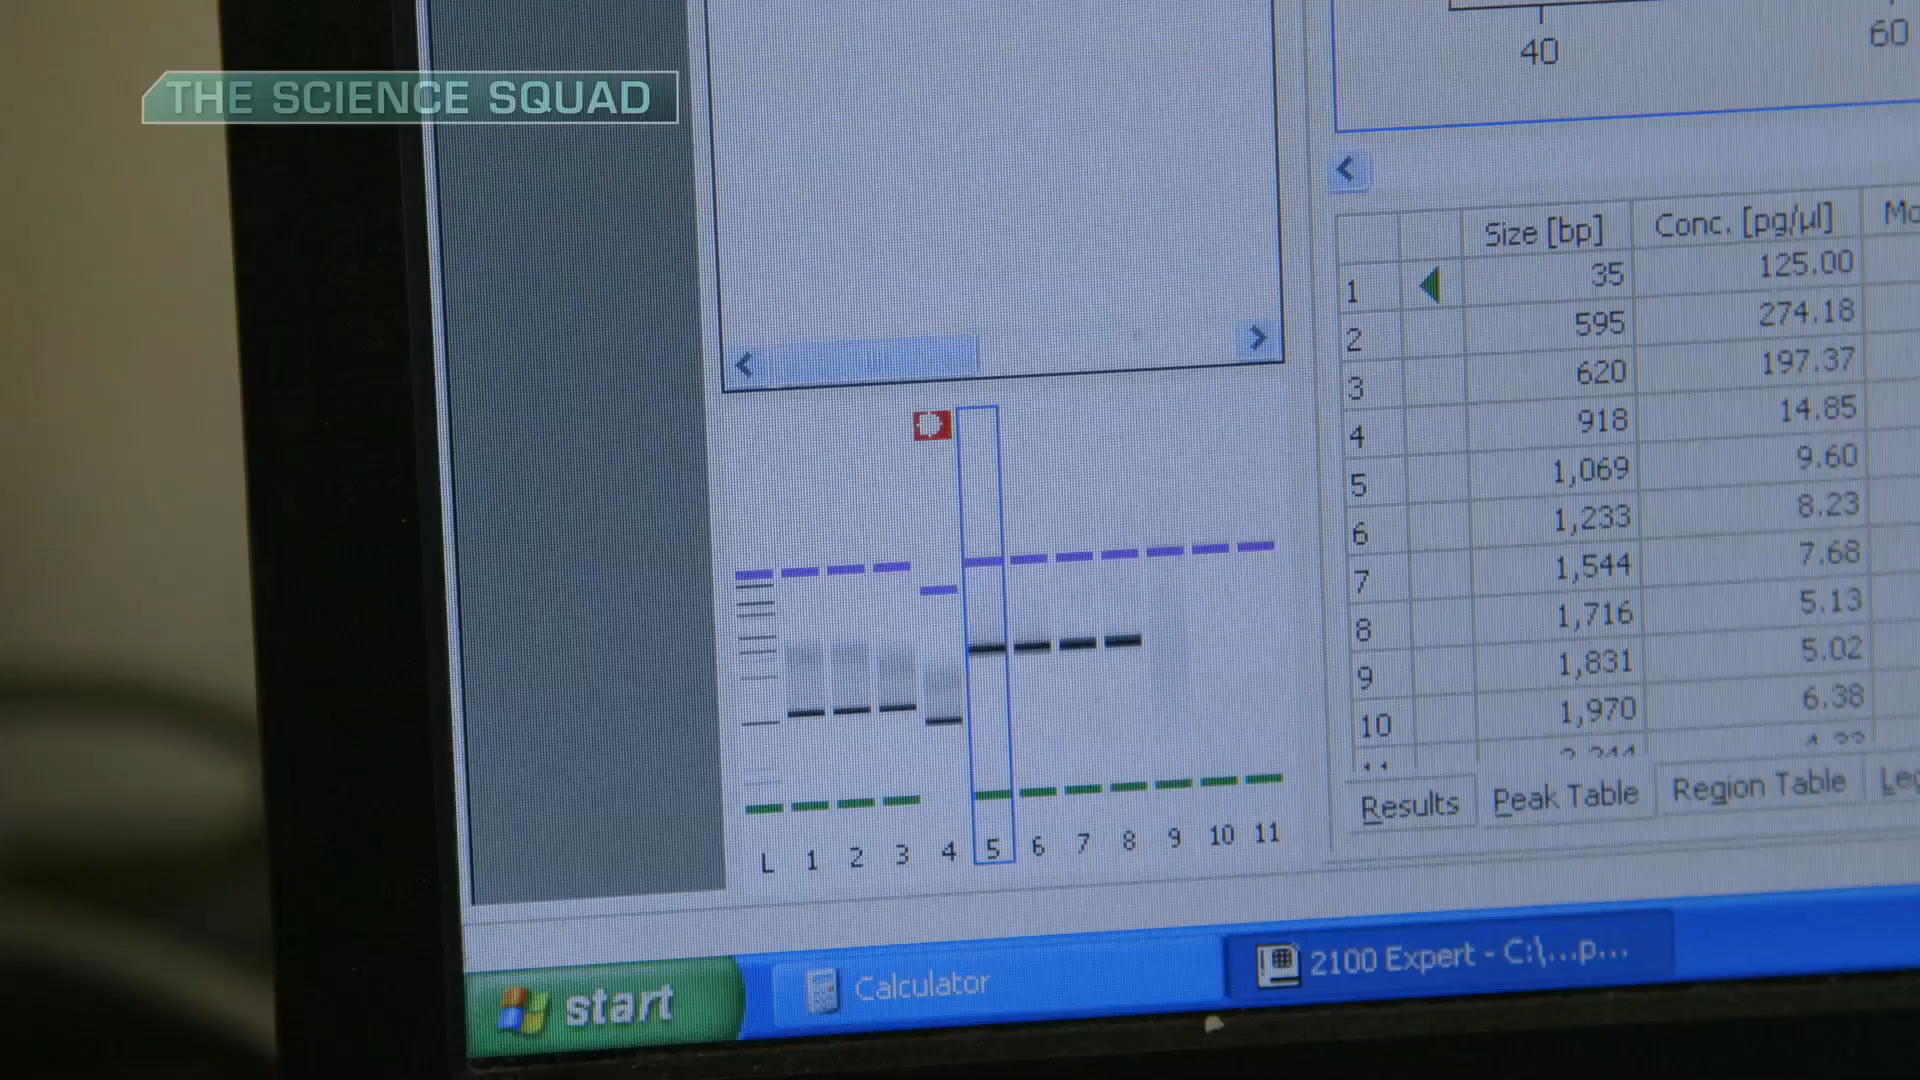 THE SCIENCE SQUAD
40 60
Size [bp] Conc. [pg/µl]
1 35 125.00
2 595 274.18
3 620 197.37
4 918 14.85
5 1,069 9.60
6 1,233 8.23
7 1,544 7.68
8 1,716 5.13
9 1,831 5.02
10 1,970 6.38
Results Peak Table Region Table
L 1 2 3 4 5 6 7 8 9 10 11
start Calculator 2100 Expert - C:\...p...